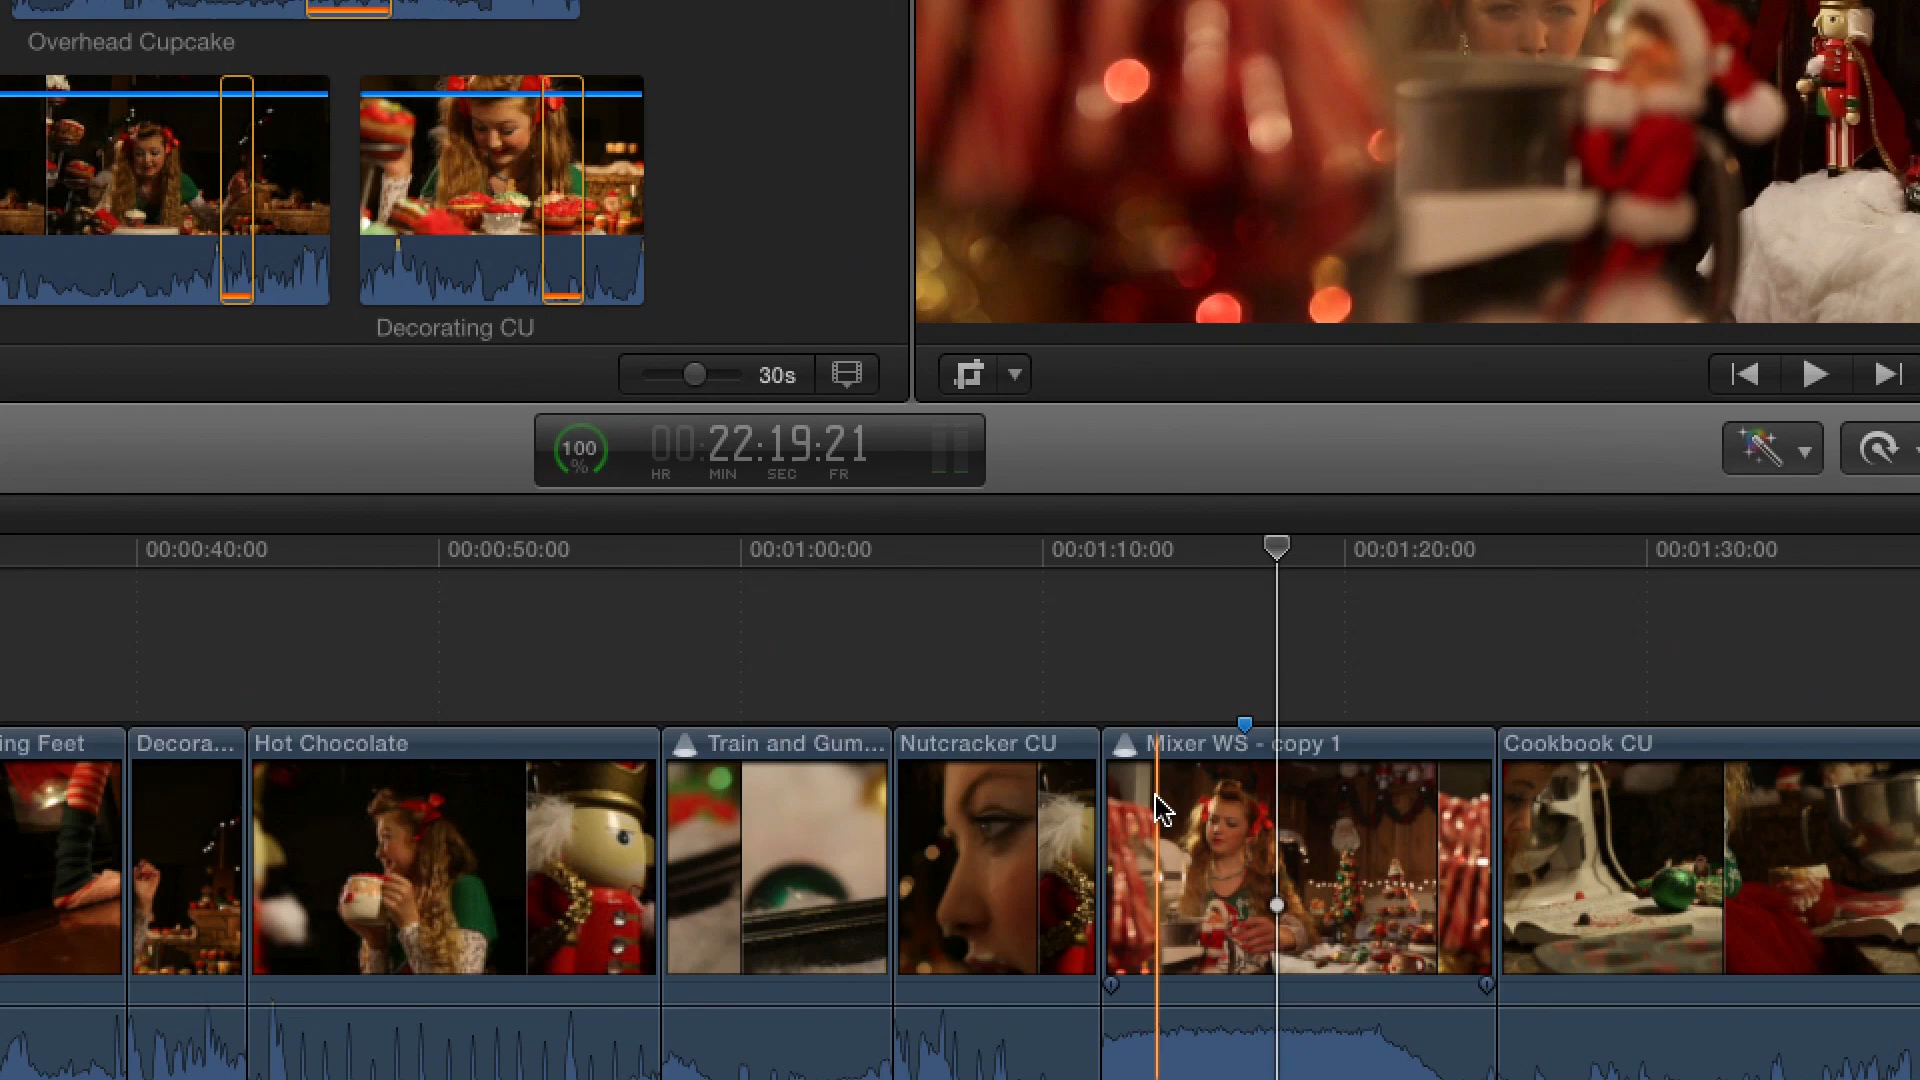 Overhead Cupcake
Decorating CU
30s
100
%
00:22:19:21
HR MIN SEC FR
00:00:40:00 00:00:50:00 00:01:00:00 00:01:10:00 00:01:20:00 00:01:30:00
ing Feet Decora... Hot Chocolate Train and Gum... Nutcracker CU Mixer WS - copy 1 Cookbook CU